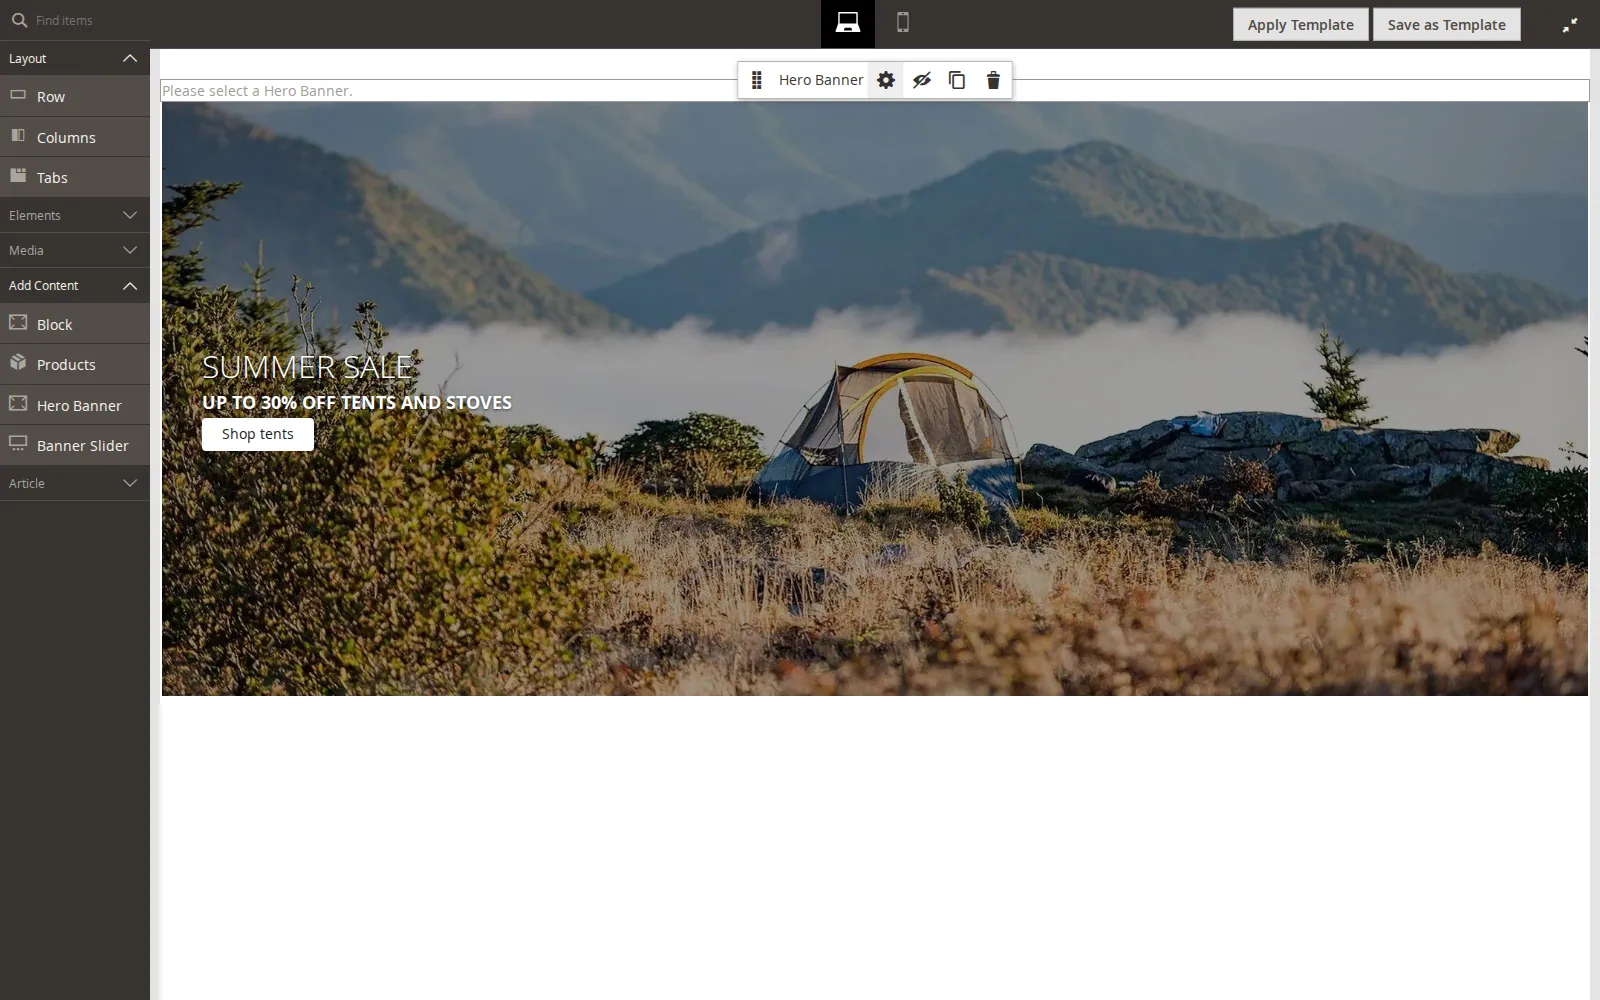 Find items
Apply Template
Save as Template
Layout
Row
Columns
Tabs
Elements
Media
Add Content
Block
Products
Hero Banner
Banner Slider
Article
Hero Banner
Please select a Hero Banner.
SUMMER SALE
UP TO 30% OFF TENTS AND STOVES
Shop tents